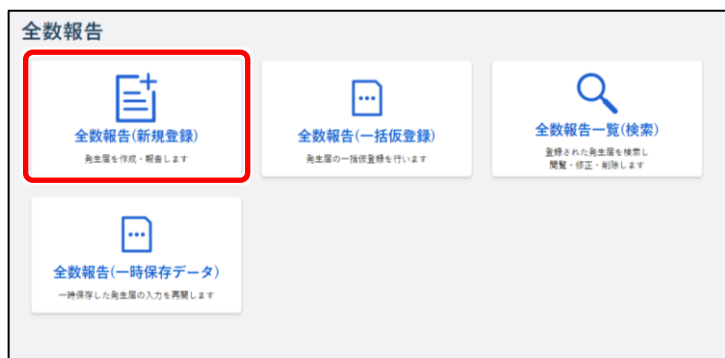 全数報告
全数報告(新規登録)
発生届を作成・報告します
全数報告(一括仮登録)
発生届の一括仮登録を行います
全数報告一覧(検索)
登録された発生届を検索し
閲覧・修正・削除します
全数報告(一時保存データ)
一時保存した発生届の入力を再開します